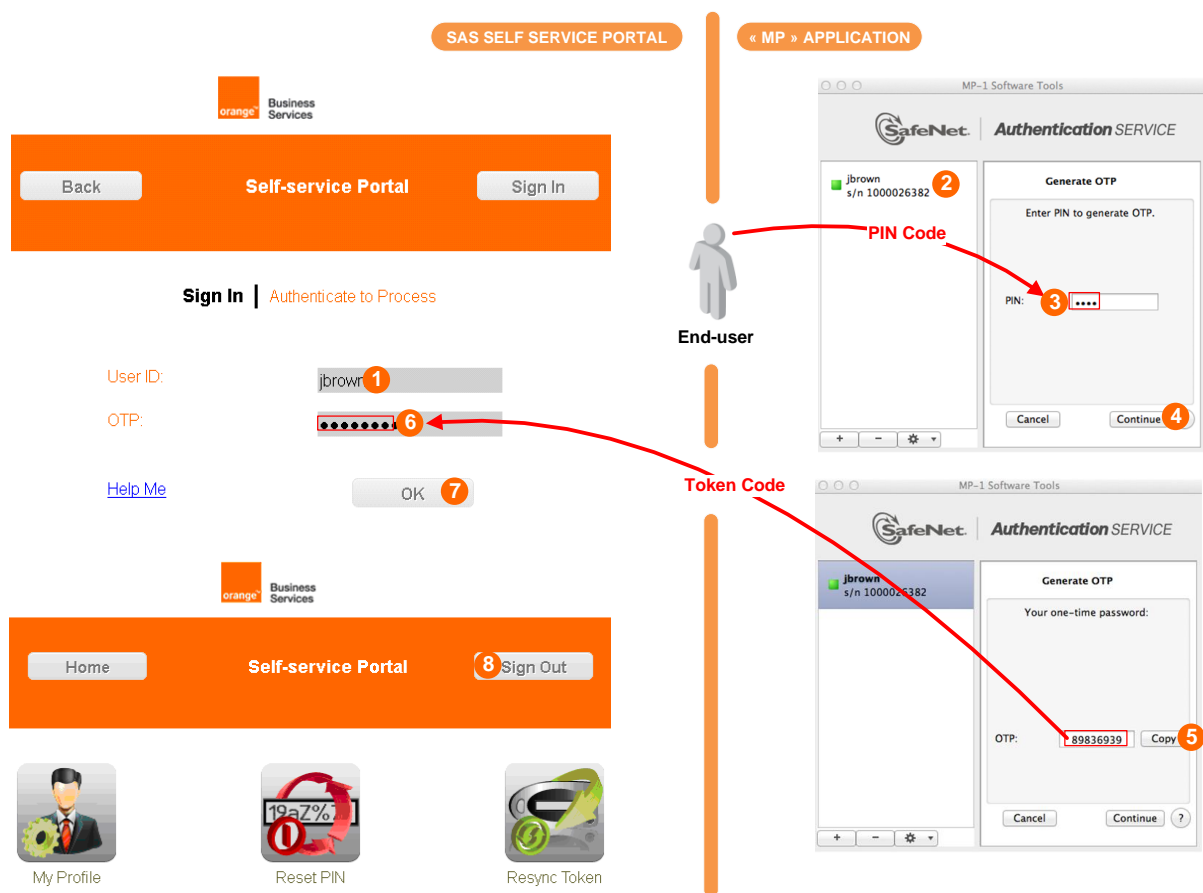 SAS SELF SERVICE PORTAL
« MP » APPLICATION
orange™
Business
Services
Back
Self-service Portal
Sign In
Sign In | Authenticate to Process
User ID:
jbrown
1
OTP:
6
Help Me
OK
7
orange™
Business
Services
Home
Self-service Portal
8
Sign Out
19aZ%
My Profile
Reset PIN
Resync Token
End-user
PIN Code
Token Code
MP-1 Software Tools
SafeNet.
Authentication SERVICE
jbrown
s/n 1000026382
2
Generate OTP
Enter PIN to generate OTP.
PIN:
3
Cancel
Continue
4
+ −
MP-1 Software Tools
SafeNet.
Authentication SERVICE
jbrown
s/n 1000026382
Generate OTP
Your one-time password:
OTP:
89836939
Copy
5
Cancel
Continue
?
+ −